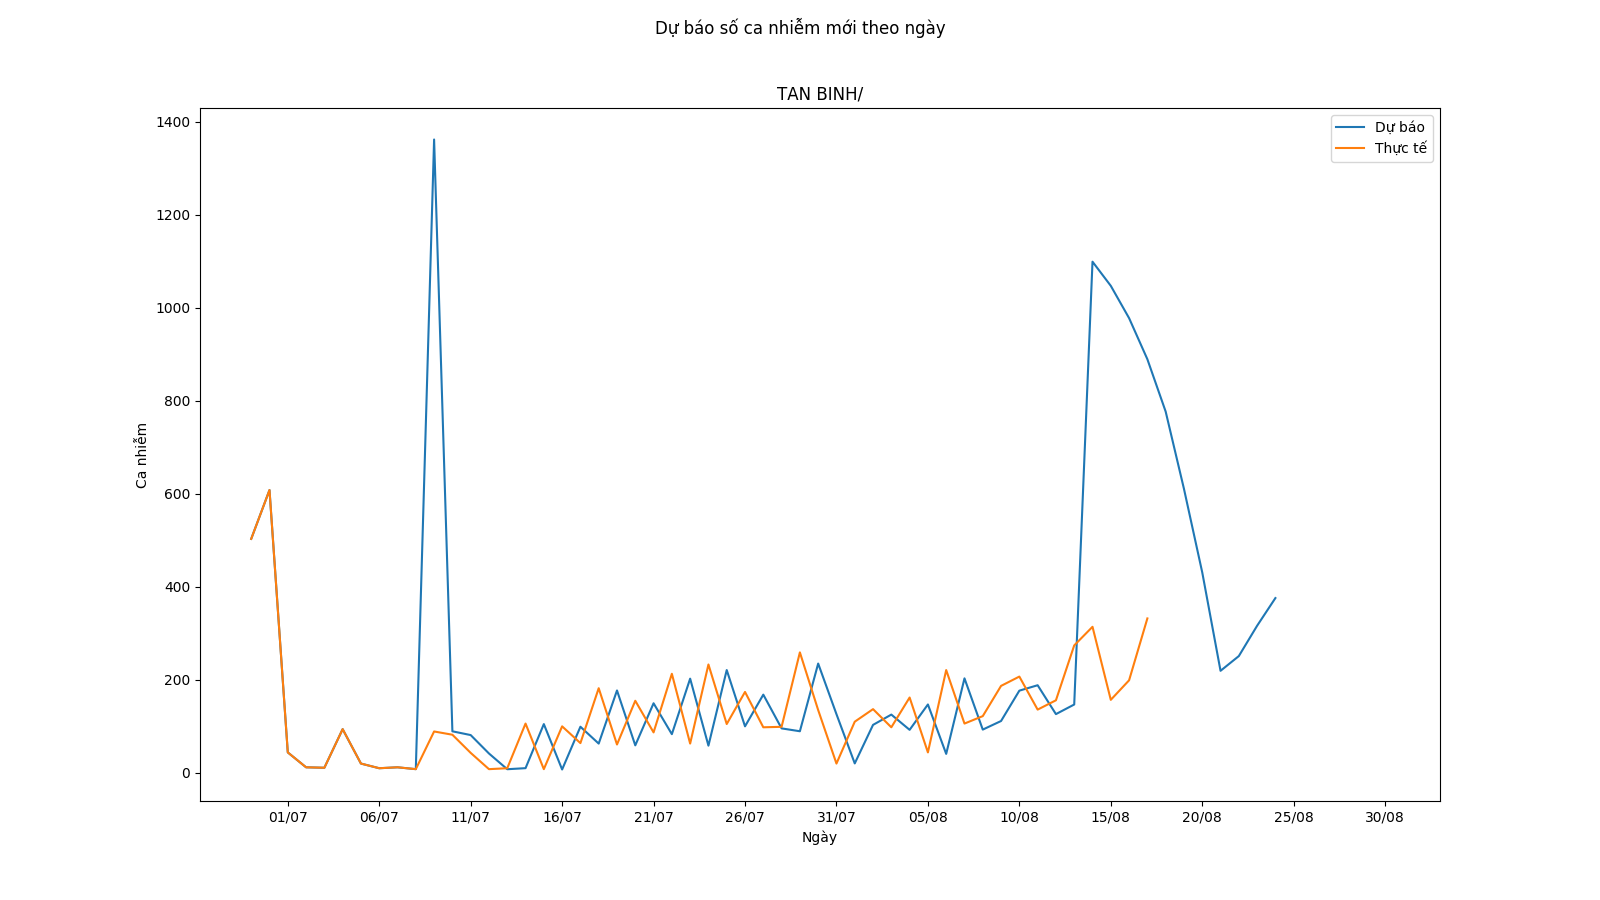 Dự báo số ca nhiễm mới theo ngày
TAN BINH/
Dự báo
Thực tế
1400
1200
1000
800
600
400
200
0
Ca nhiễm
01/07 06/07 11/07 16/07 21/07 26/07 31/07 05/08 10/08 15/08 20/08 25/08 30/08
Ngày